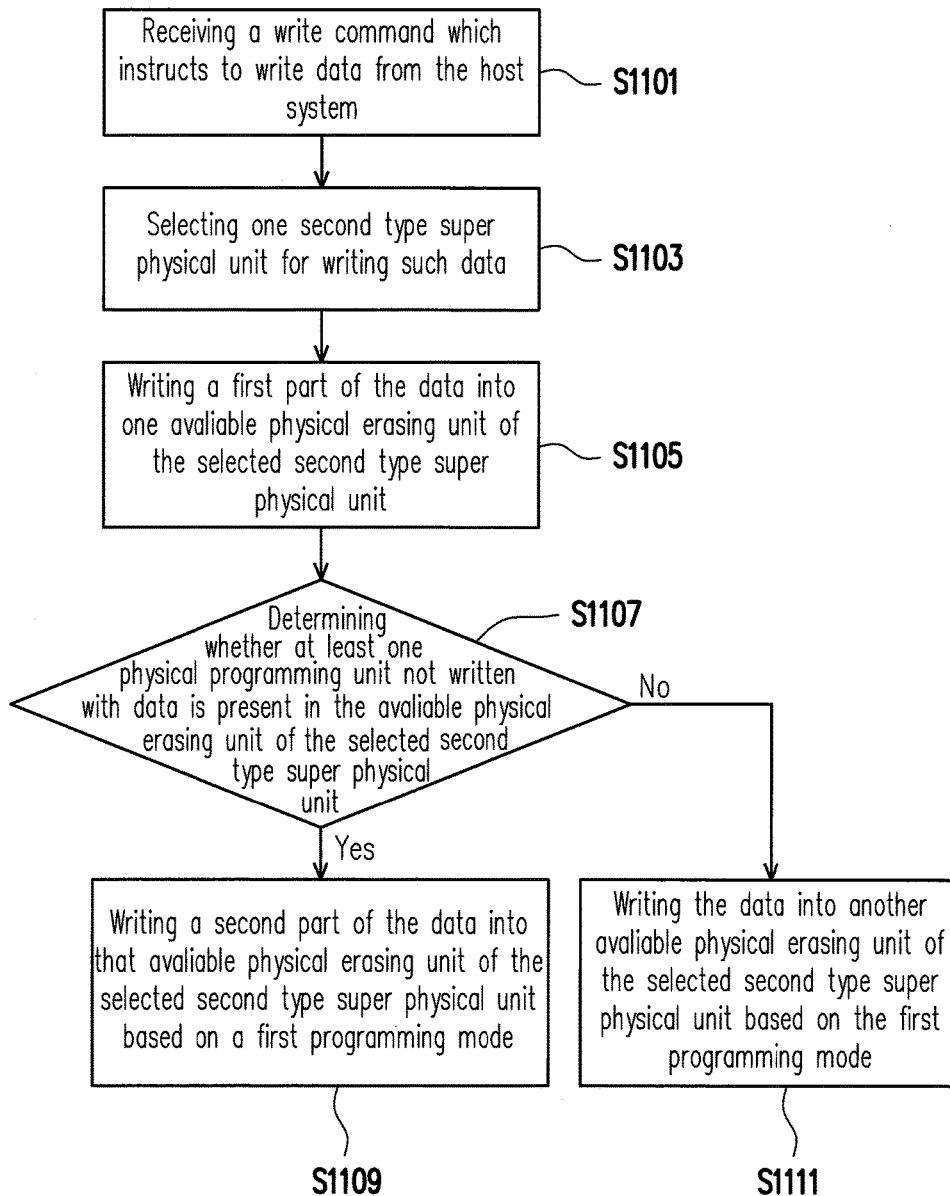 Receiving a write command which
instructs to write data from the host
system
S1101
Selecting one second type super
physical unit for writing such data
S1103
Writing a first part of the data into
one avaliable physical erasing unit of
the selected second type super
physical unit
S1105
Determining
whether at least one
physical programming unit not written
with data is present in the avaliable physical
erasing unit of the selected second
type super physical
unit
S1107
No
Yes
Writing a second part of the data into
that avaliable physical erasing unit of the
selected second type super physical unit
based on a first programming mode
S1109
Writing the data into another
avaliable physical erasing unit of
the selected second type super
physical unit based on the first
programming mode
S1111